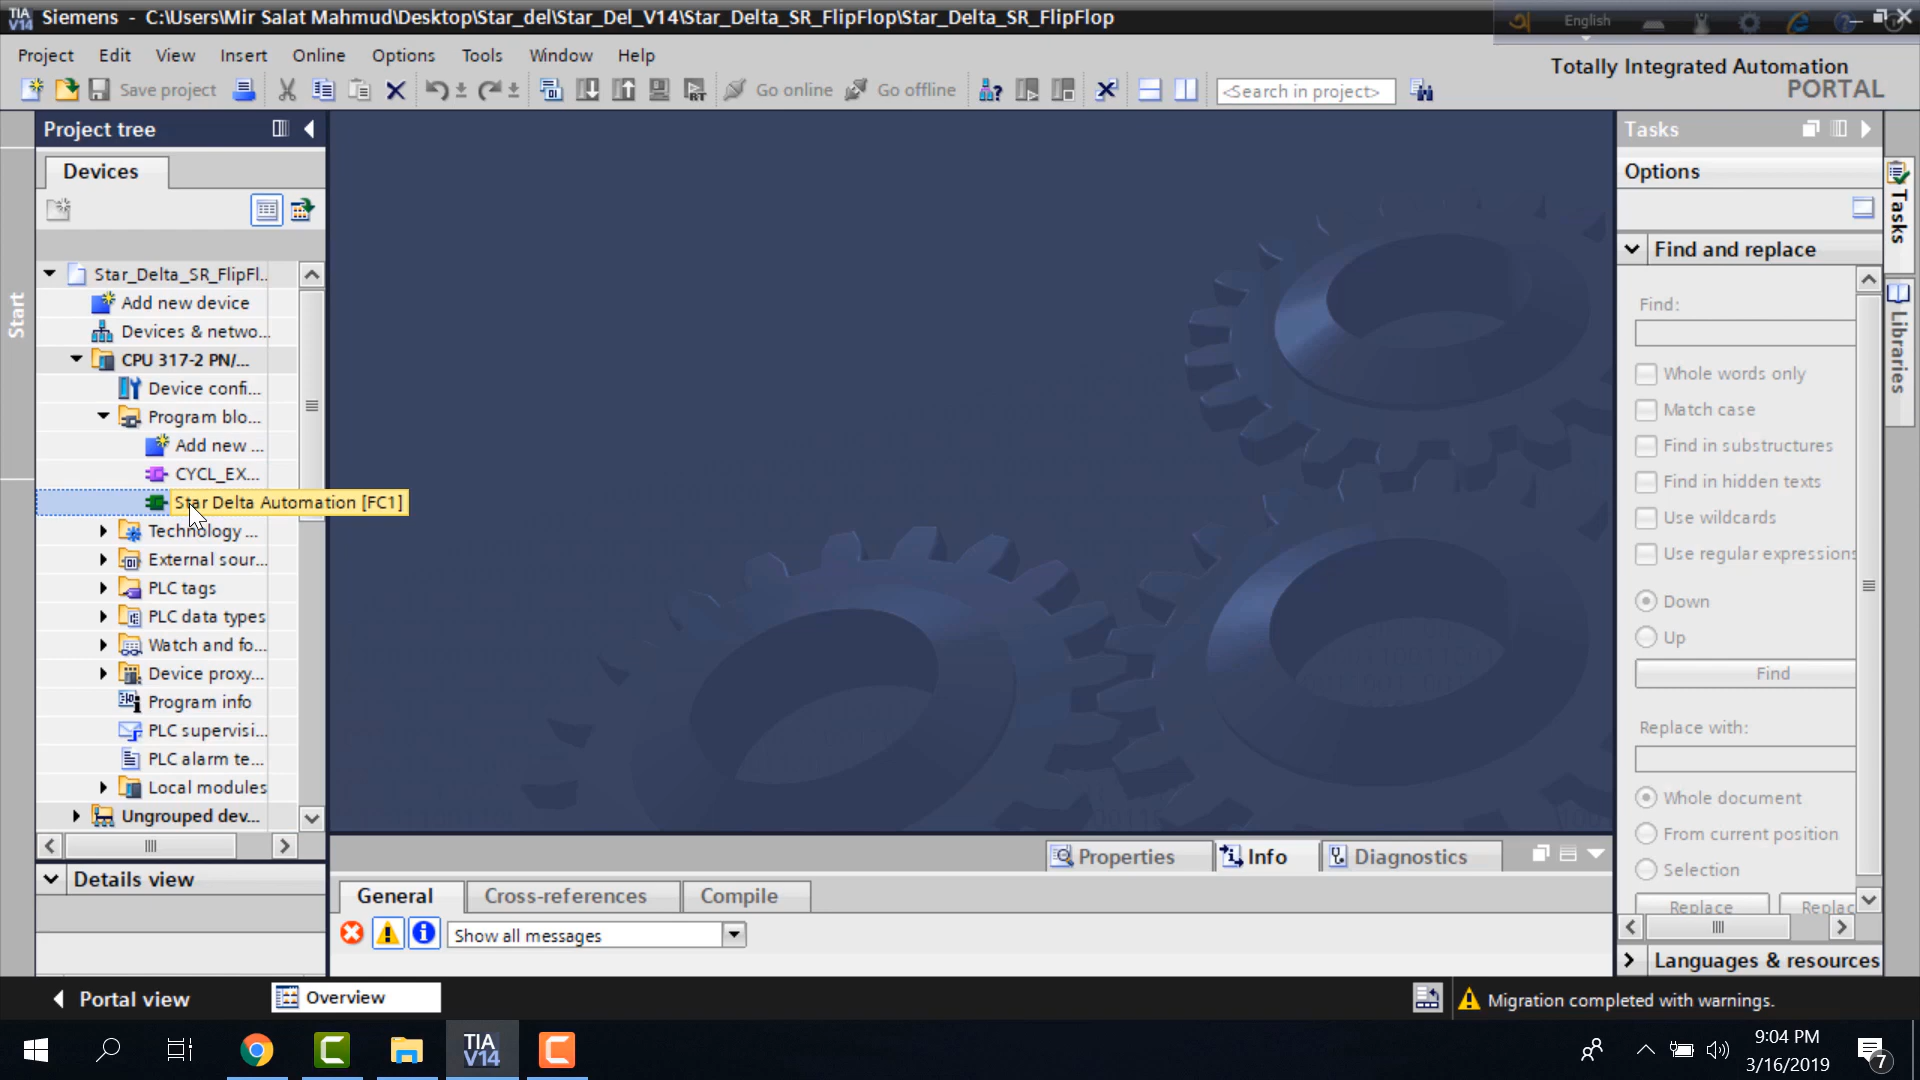 TIA V14 Siemens - C:\Users\Mir Salat Mahmud\Desktop\Star_del\Star_Del_V14\Star_Delta_SR_FlipFlop\Star_Delta_SR_FlipFlop
English
Project Edit View Insert Online Options Tools Window Help
Totally Integrated Automation
PORTAL
Save project Go online Go offline <Search in project>
Project tree
Devices
Start
Star_Delta_SR_FlipFl..
Add new device
Devices & netwo...
CPU 317-2 PN/...
Device confi...
Program blo...
Add new ...
CYCL_EX...
Star Delta Automation [FC1]
Technology ...
External sour...
PLC tags
PLC data types
Watch and fo...
Device proxy...
Program info
PLC supervisi...
PLC alarm te...
Local modules
Ungrouped dev...
Details view
Properties Info Diagnostics
General Cross-references Compile
Show all messages
Tasks
Options
Find and replace
Find:
Whole words only
Match case
Find in substructures
Find in hidden texts
Use wildcards
Use regular expressions
Down
Up
Find
Replace with:
Whole document
From current position
Selection
Replace Replac
Languages & resources
Tasks
Libraries
Portal view Overview Migration completed with warnings.
TIA
V14
9:04 PM
3/16/2019
7